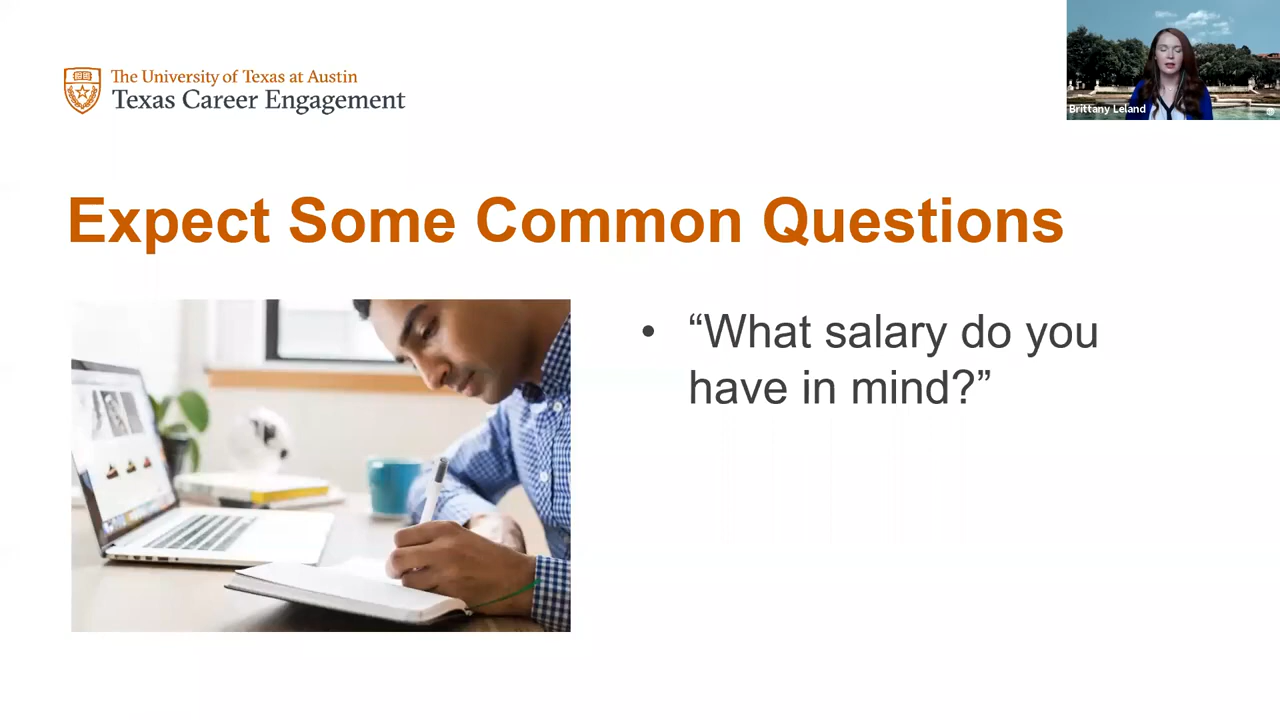 The University of Texas at Austin
Texas Career Engagement
Brittany Leland
Expect Some Common Questions
• “What salary do you
have in mind?”